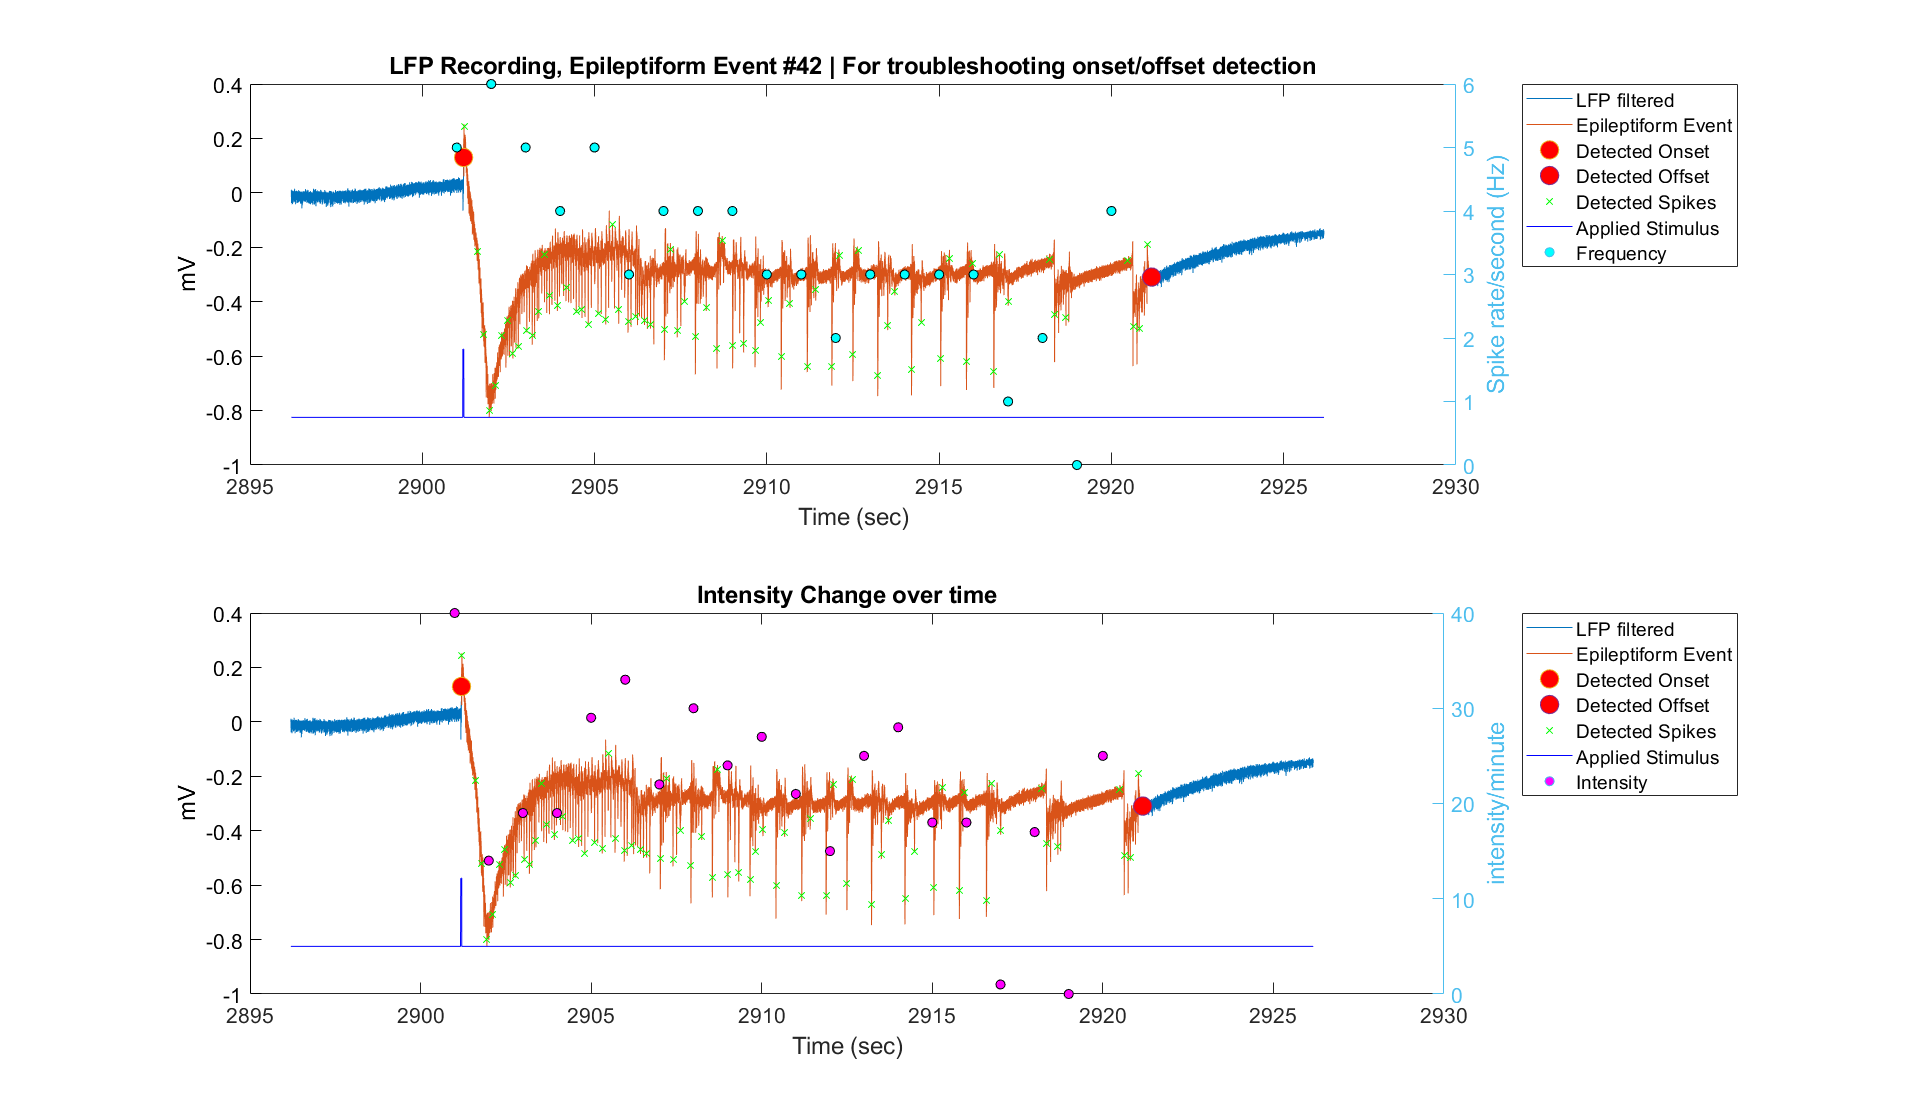 LFP Recording, Epileptiform Event #42 | For troubleshooting onset/offset detection
0.4
0.2
0
-0.2
-0.4
-0.6
-0.8
-1
mV
2895 2900 2905 2910 2915 2920 2925 2930
Time (sec)
6
5
4
3
2
1
0
Spike rate/second (Hz)
LFP filtered
Epileptiform Event
Detected Onset
Detected Offset
Detected Spikes
Applied Stimulus
Frequency
Intensity Change over time
0.4
0.2
0
-0.2
-0.4
-0.6
-0.8
-1
mV
2895 2900 2905 2910 2915 2920 2925 2930
Time (sec)
40
30
20
10
0
intensity/minute
LFP filtered
Epileptiform Event
Detected Onset
Detected Offset
Detected Spikes
Applied Stimulus
Intensity